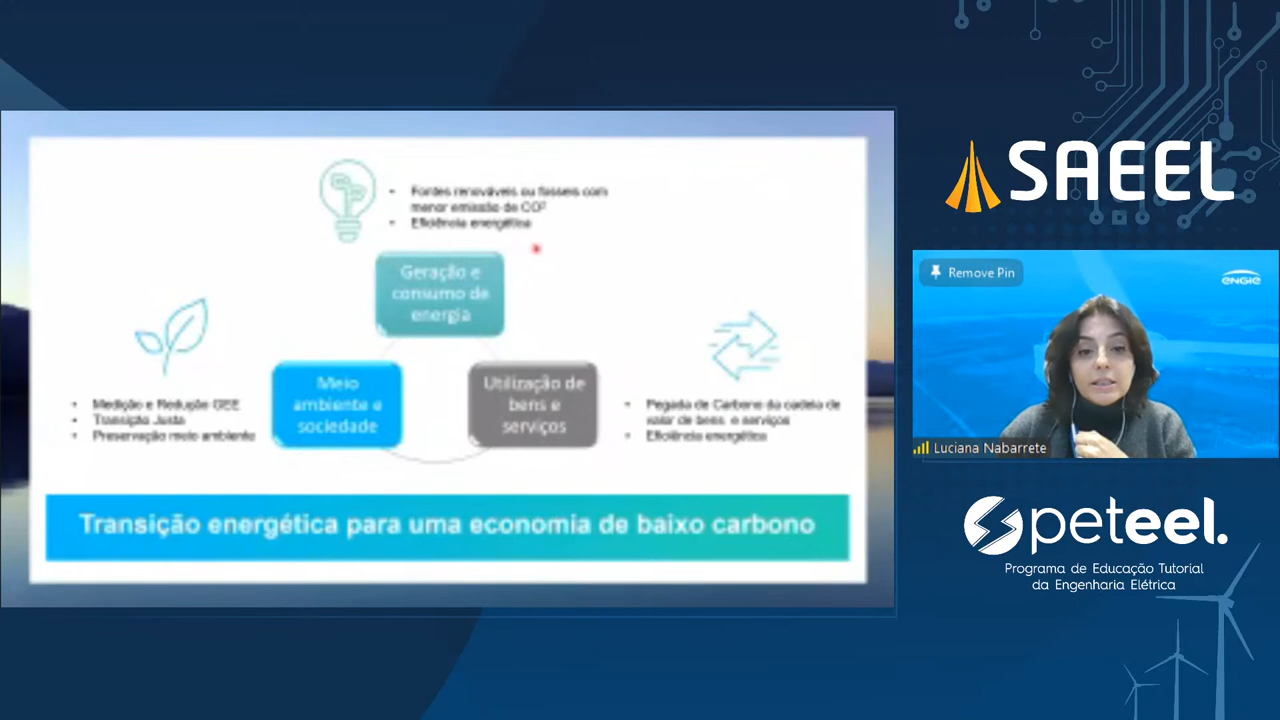 • Fontes renováveis ou fósseis com
menor emissão de CO²
• Eficiência energética
Geração e
consumo de
energia
Meio
ambiente e
sociedade
Utilização de
bens e
serviços
• Medição e Redução GEE
• Transição Justa
• Preservação meio ambiente
• Pegada de Carbono da cadeia de
valor de bens e serviços
• Eficiência energética
Transição energética para uma economia de baixo carbono
SAEEL
Remove Pin
ENGIE
Luciana Nabarrete
peteel.
Programa de Educação Tutorial
da Engenharia Elétrica